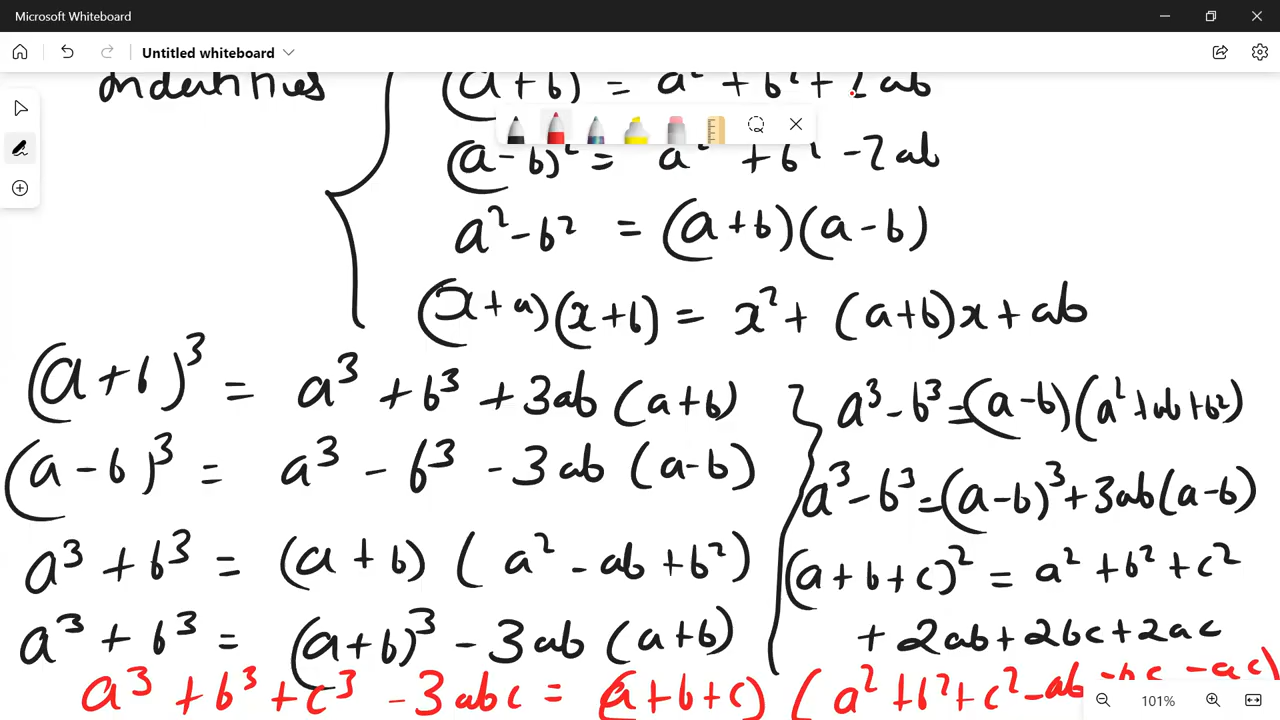 Microsoft Whiteboard
Untitled whiteboard
(a+b) = a² + b² + 2ab
(a-b)² = a² + b² - 2ab
a² - b² = (a+b)(a-b)
(x+a)(x+b) = x² + (a+b)x + ab
(a+b)³ = a³ + b³ + 3ab (a+b)
(a-b)³ = a³ - b³ - 3ab (a-b)
a³ + b³ = (a+b) (a² - ab + b²)
a³ + b³ = (a+b)³ - 3ab (a+b)
a³ - b³ = (a-b)(a² + ab + b²)
a³ - b³ = (a-b)³ + 3ab(a-b)
(a+b+c)² = a² + b² + c²
+ 2ab + 2bc + 2ac
a³ + b³ + c³ - 3abc = (a+b+c) (a² + b² + c² - ab - bc - ac)
101%